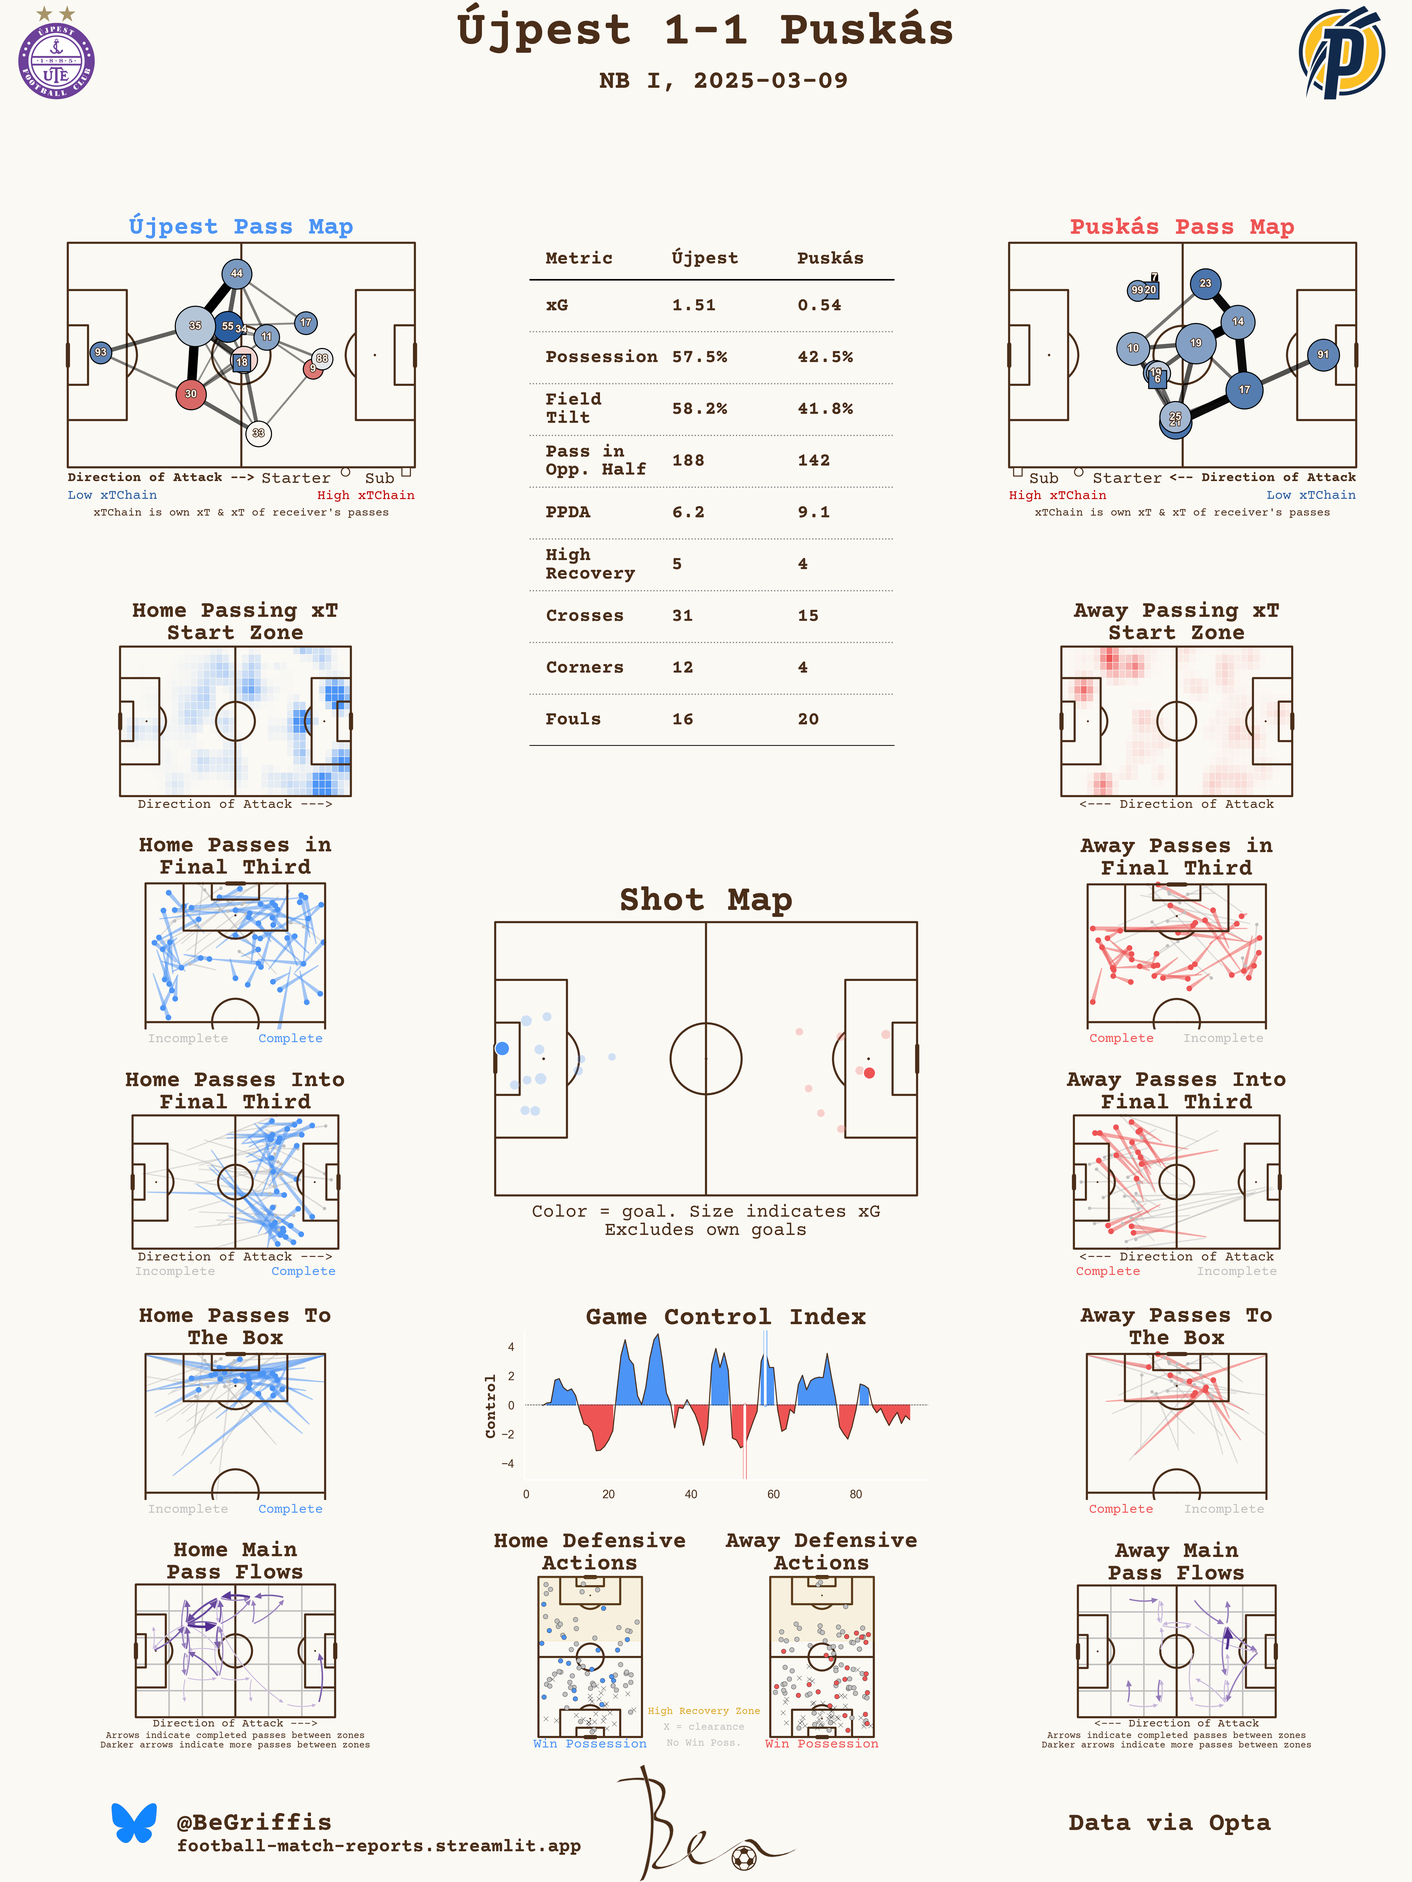 Újpest 1-1 Puskás
NB I, 2025-03-09
ÚJPEST
·1·8·8·5·
UTE
FOOTBALL CLUB
P
Újpest Pass Map
44
35
55
34
11
17
93
18
88
9
30
33
Direction of Attack --> Starter Sub
Low xTChain High xTChain
xTChain is own xT & xT of receiver's passes
Metric Újpest Puskás
xG 1.51 0.54
Possession 57.5% 42.5%
Field
Tilt 58.2% 41.8%
Pass in
Opp. Half 188 142
PPDA 6.2 9.1
High
Recovery 5 4
Crosses 31 15
Corners 12 4
Fouls 16 20
Puskás Pass Map
7
99
20
23
14
10
19
91
6
17
25
21
Sub Starter <-- Direction of Attack
High xTChain Low xTChain
xTChain is own xT & xT of receiver's passes
Home Passing xT
Start Zone
Direction of Attack --->
Away Passing xT
Start Zone
<--- Direction of Attack
Home Passes in
Final Third
Incomplete Complete
Away Passes in
Final Third
Complete Incomplete
Shot Map
Color = goal. Size indicates xG
Excludes own goals
Home Passes Into
Final Third
Direction of Attack --->
Incomplete Complete
Away Passes Into
Final Third
<--- Direction of Attack
Complete Incomplete
Home Passes To
The Box
Incomplete Complete
Game Control Index
Control
4
2
0
−2
−4
0 20 40 60 80
Away Passes To
The Box
Complete Incomplete
Home Main
Pass Flows
Direction of Attack --->
Arrows indicate completed passes between zones
Darker arrows indicate more passes between zones
Home Defensive
Actions
Win Possession
High Recovery Zone
X = clearance
No Win Poss.
Away Defensive
Actions
Win Possession
Away Main
Pass Flows
<--- Direction of Attack
Arrows indicate completed passes between zones
Darker arrows indicate more passes between zones
@BeGriffis
football-match-reports.streamlit.app
Ben
Data via Opta